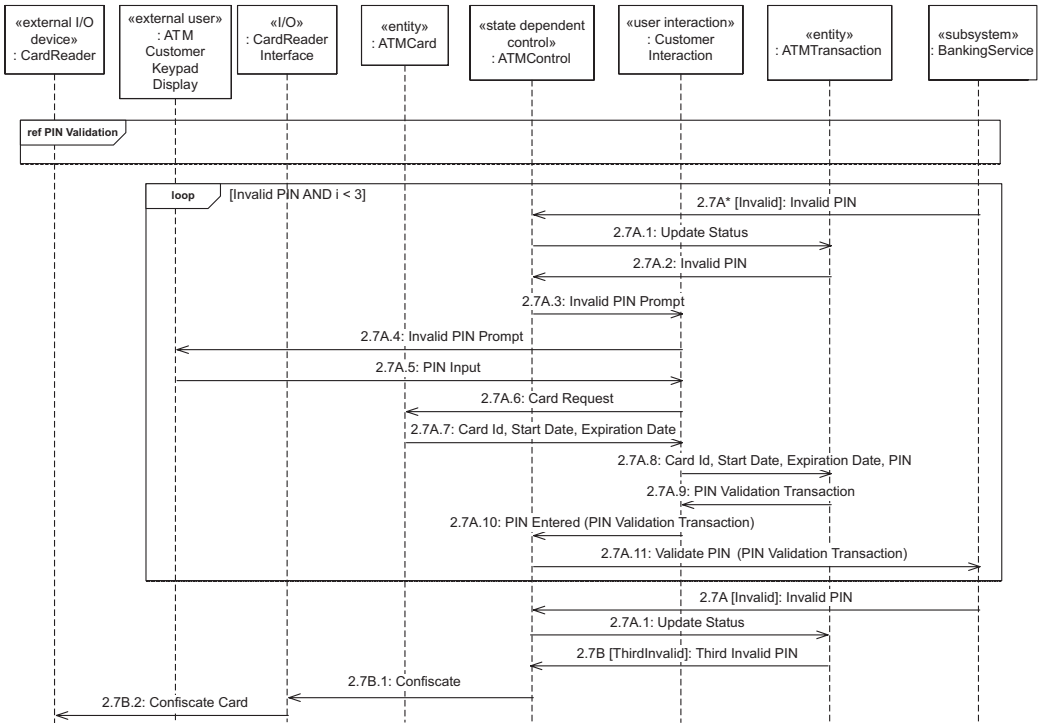 «external I/O
device»
: CardReader
«external user»
: ATM
Customer
Keypad
Display
«I/O»
: CardReader
Interface
«entity»
: ATMCard
«state dependent
control»
: ATMControl
«user interaction»
: Customer
Interaction
«entity»
: ATMTransaction
«subsystem»
: BankingService
ref PIN Validation
loop
[Invalid PIN AND i < 3]
2.7A* [Invalid]: Invalid PIN
2.7A.1: Update Status
2.7A.2: Invalid PIN
2.7A.3: Invalid PIN Prompt
2.7A.4: Invalid PIN Prompt
2.7A.5: PIN Input
2.7A.6: Card Request
2.7A.7: Card Id, Start Date, Expiration Date
2.7A.8: Card Id, Start Date, Expiration Date, PIN
2.7A.9: PIN Validation Transaction
2.7A.10: PIN Entered (PIN Validation Transaction)
2.7A.11: Validate PIN (PIN Validation Transaction)
2.7A [Invalid]: Invalid PIN
2.7A.1: Update Status
2.7B [ThirdInvalid]: Third Invalid PIN
2.7B.1: Confiscate
2.7B.2: Confiscate Card